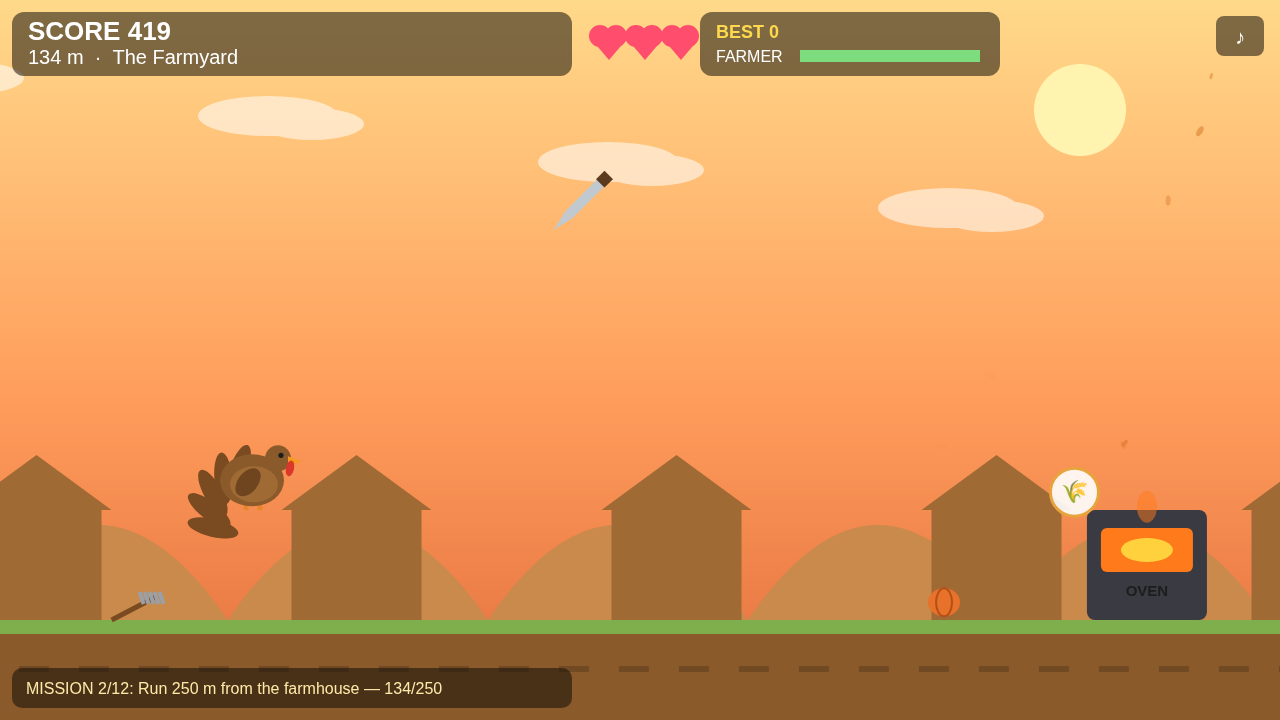 SCORE 419
134 m · The Farmyard
BEST 0
FARMER
♪
OVEN
MISSION 2/12: Run 250 m from the farmhouse — 134/250